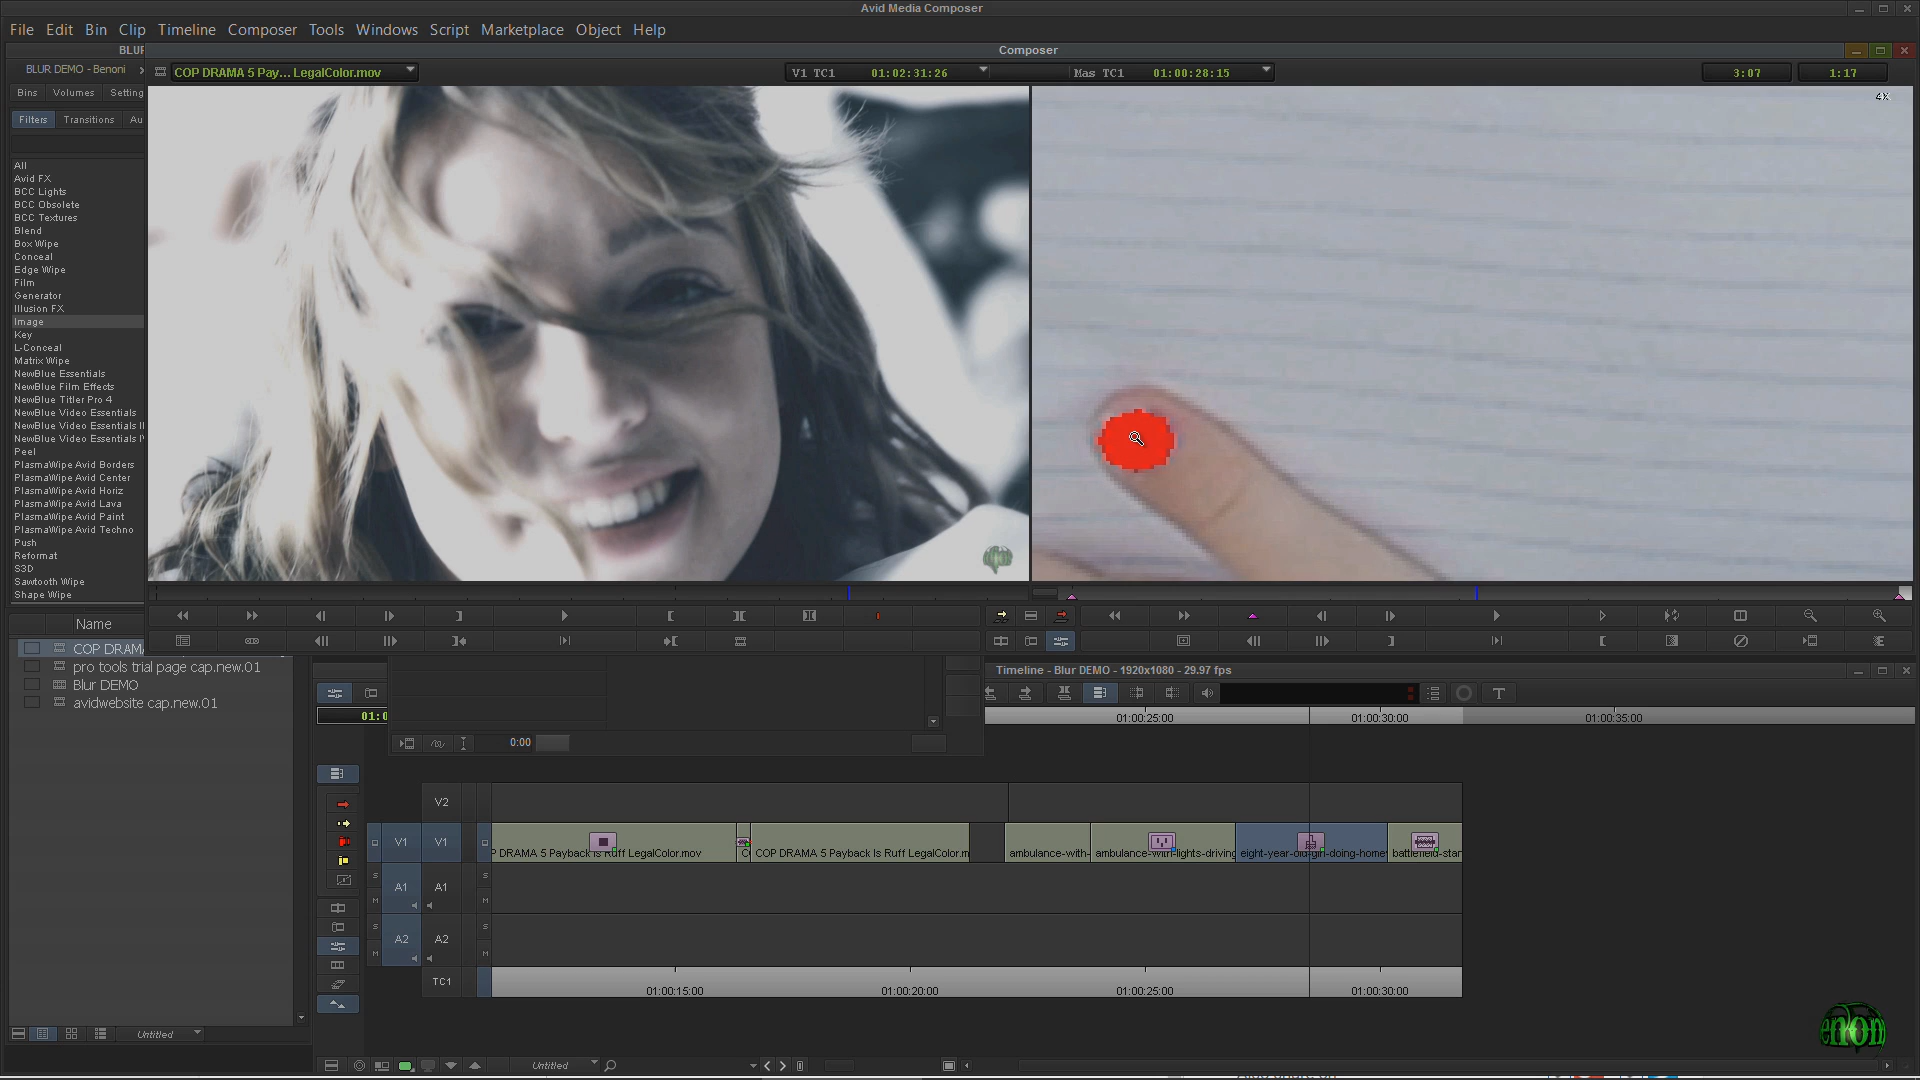 Avid Media Composer
File Edit Bin Clip Timeline Windows Composer Tools Windows Script Marketplace Object Help
BLUR
Composer
BLUR DEMO - Benoni
COP DRAMA 5 Pay... LegalColor.mov
V1 TC1 01:02:31:26
Mas TC1 01:00:28:15
3:07
1:17
Bins Volumes Setting
4X
Filters Transitions Au
All
Avid FX
BCC Lights
BCC Obsolete
BCC Textures
Blend
Box Wipe
Conceal
Edge Wipe
Film
Generator
Illusion FX
Image
Key
L-Conceal
Matrix Wipe
NewBlue Essentials
NewBlue Film Effects
NewBlue Titler Pro 4
NewBlue Video Essentials
NewBlue Video Essentials II
NewBlue Video Essentials I
Peel
PlasmaWipe Avid Borders
PlasmaWipe Avid Center
PlasmaWipe Avid Horiz
PlasmaWipe Avid Lava
PlasmaWipe Avid Paint
PlasmaWipe Avid Techno
Push
Reformat
S3D
Sawtooth Wipe
Shape Wipe
Name
COP DRAMA
pro tools trial page cap.new.01
Blur DEMO
avidwebsite cap.new.01
Timeline - Blur DEMO - 1920x1080 - 29.97 fps
01:0
01:00:25:00 01:00:30:00 01:00:35:00
0:00
V2
V1 V1
P DRAMA 5 Payback Is Ruff LegalColor.mov
COP DRAMA 5 Payback Is Ruff LegalColor.m
ambulance-with-
ambulance-with-lights-driving
eight-year-old-girl-doing-home
battlefield-star
S
A1 A1
M
S
A2 A2
M
TC1
01:00:15:00 01:00:20:00 01:00:25:00 01:00:30:00
Untitled
Untitled
enon